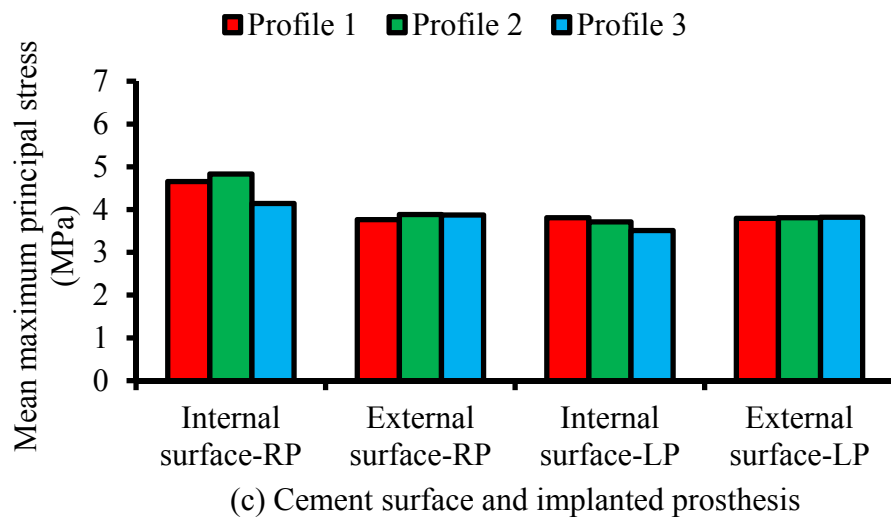 Profile 1 Profile 2 Profile 3
Mean maximum principal stress
(MPa)
7
6
5
4
3
2
1
0
Internal
surface-RP
External
surface-RP
Internal
surface-LP
External
surface-LP
(c) Cement surface and implanted prosthesis